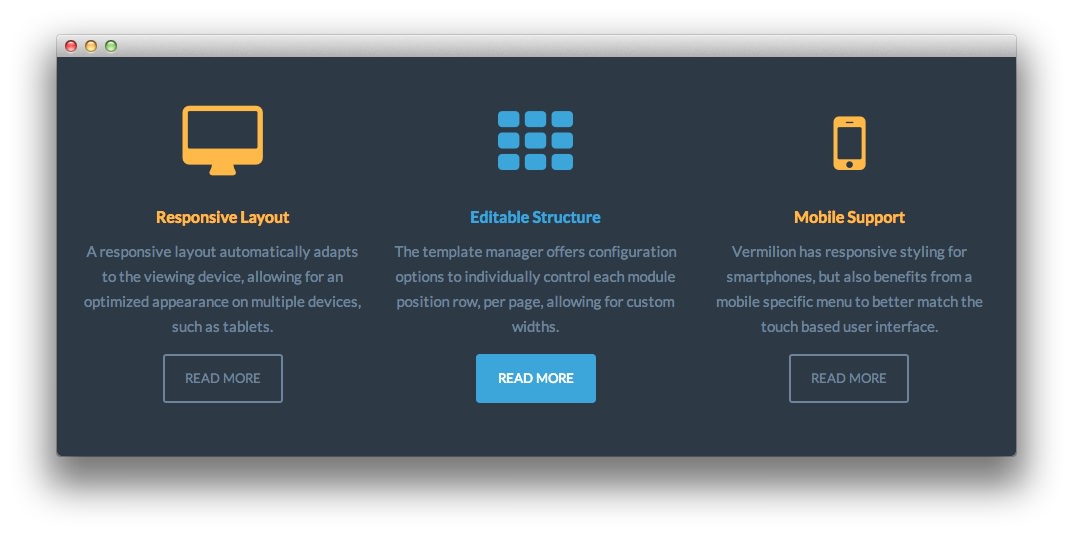 Responsive Layout
A responsive layout automatically adapts
to the viewing device, allowing for an
optimized appearance on multiple devices,
such as tablets.
READ MORE
Editable Structure
The template manager offers configuration
options to individually control each module
position row, per page, allowing for custom
widths.
READ MORE
Mobile Support
Vermilion has responsive styling for
smartphones, but also benefits from a
mobile specific menu to better match the
touch based user interface.
READ MORE